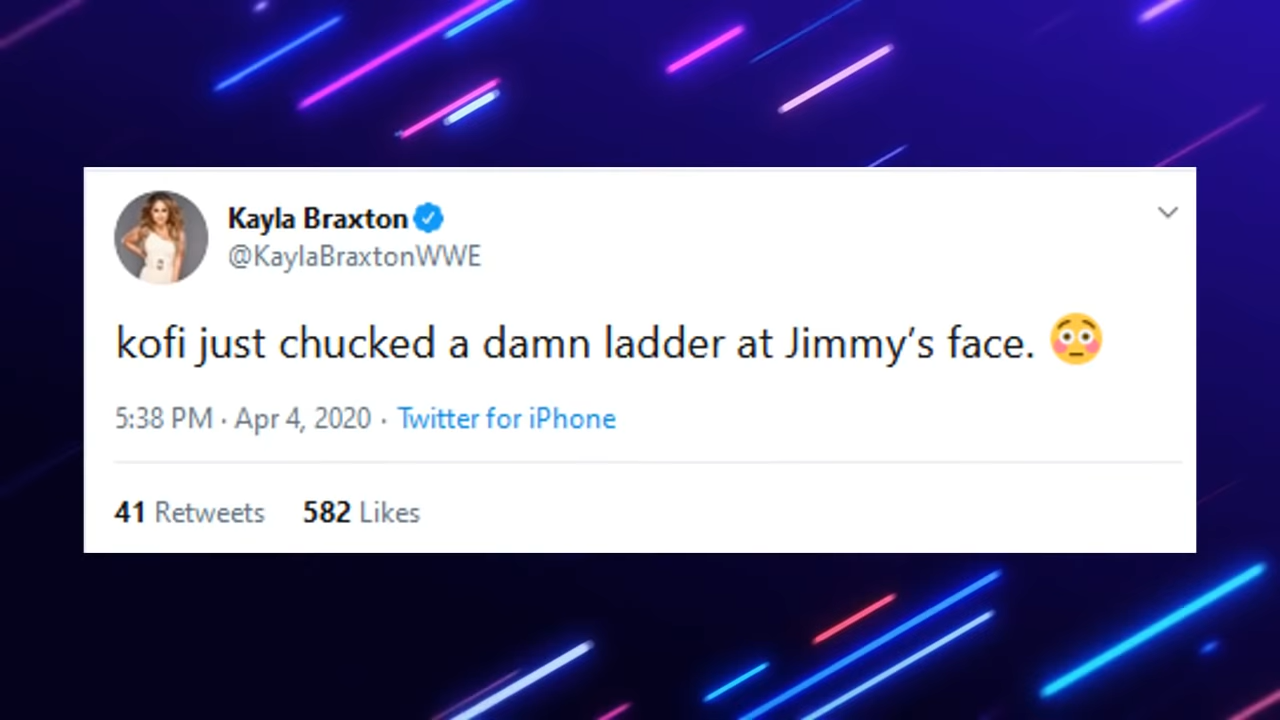 Kayla Braxton
@KaylaBraxtonWWE
kofi just chucked a damn ladder at Jimmy’s face. 😳
5:38 PM · Apr 4, 2020 · Twitter for iPhone
41 Retweets 582 Likes